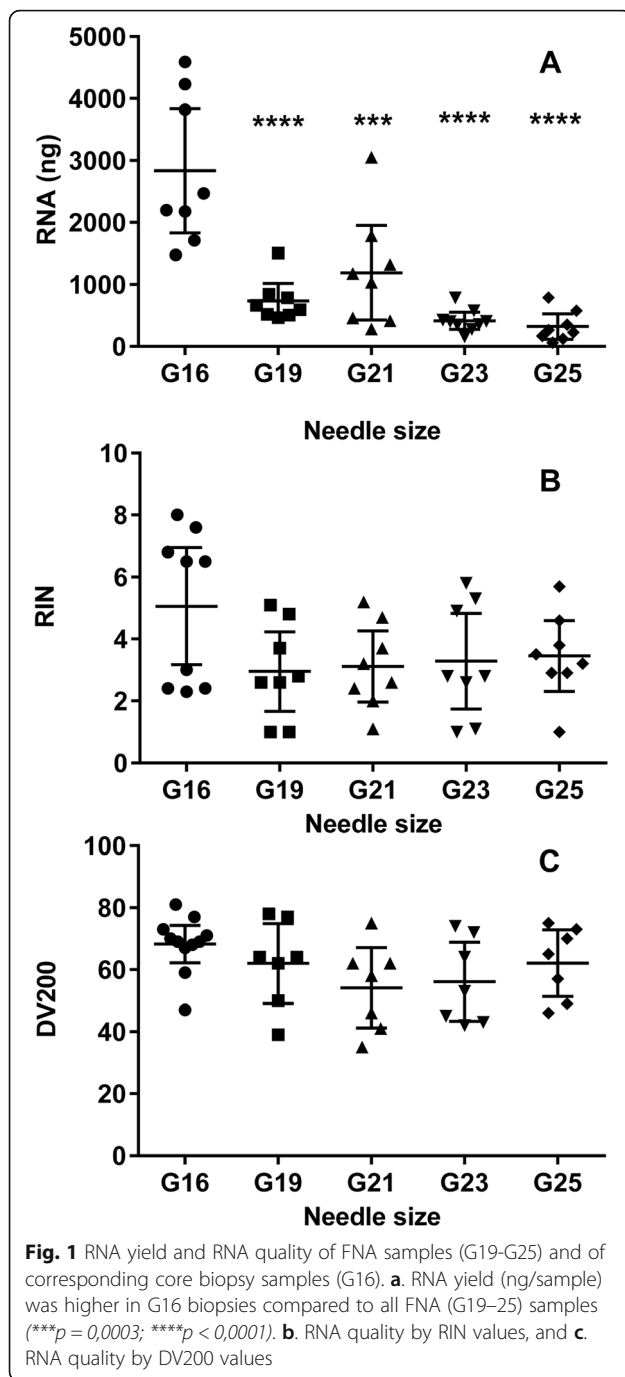 A
5000
4000
3000
2000
1000
0
RNA (ng)
**** *** **** ****
G16 G19 G21 G23 G25
Needle size
B
10
8
6
4
2
0
RIN
G16 G19 G21 G23 G25
Needle size
C
100
80
60
40
20
0
DV200
G16 G19 G21 G23 G25
Needle size
Fig. 1 RNA yield and RNA quality of FNA samples (G19-G25) and of
corresponding core biopsy samples (G16). a. RNA yield (ng/sample)
was higher in G16 biopsies compared to all FNA (G19–25) samples
(***p = 0,0003; ****p < 0,0001). b. RNA quality by RIN values, and c.
RNA quality by DV200 values